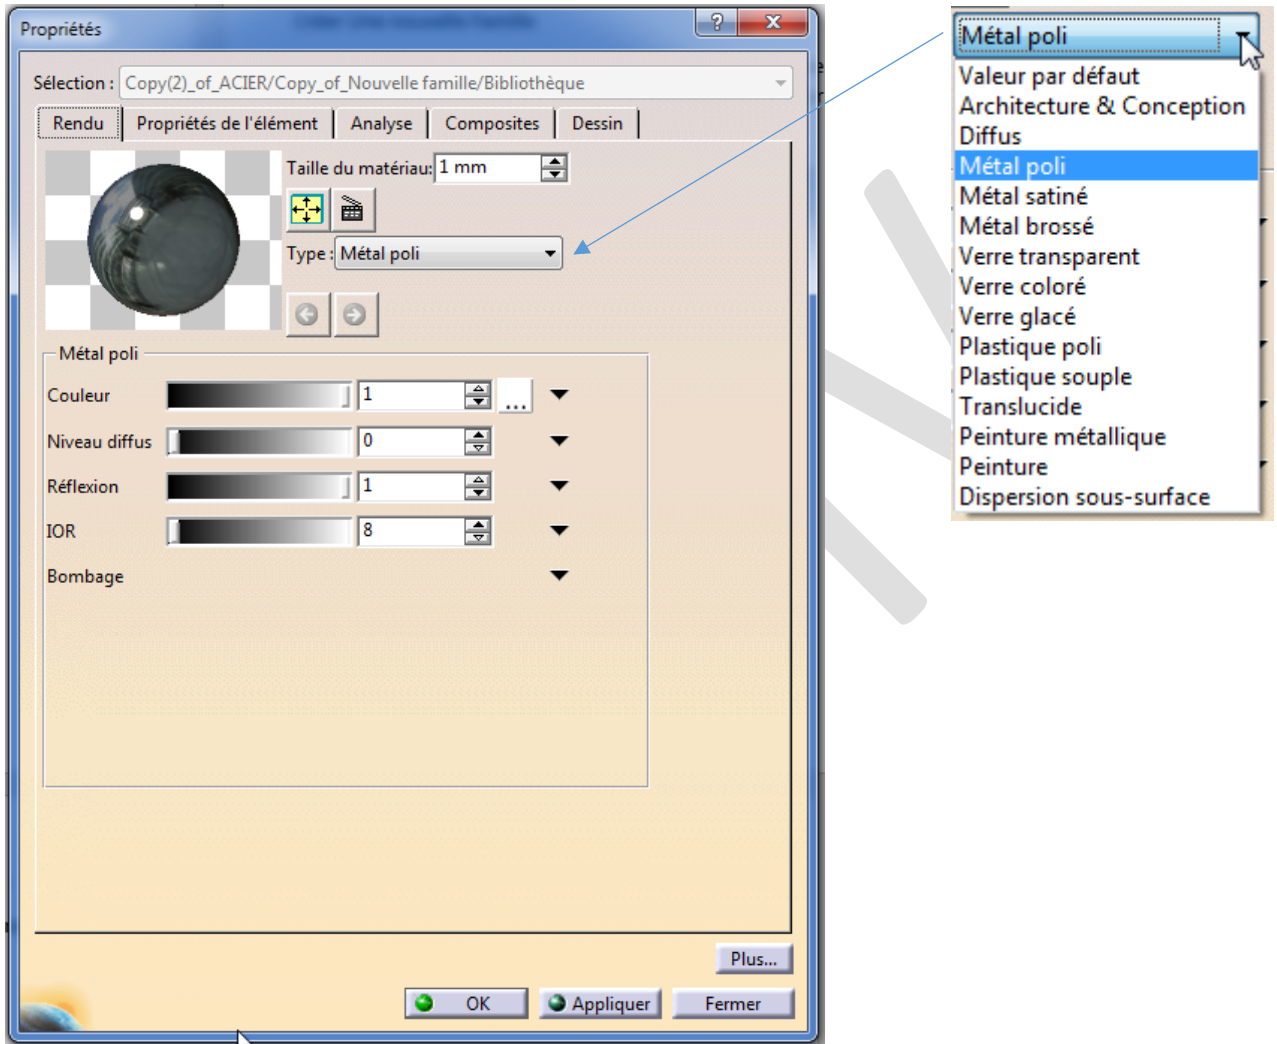 Propriétés
?
X
Sélection : Copy(2)_of_ACIER/Copy_of_Nouvelle famille/Bibliothèque
Rendu Propriétés de l'élément Analyse Composites Dessin
Taille du matériau: 1 mm
Type : Métal poli
Métal poli
Couleur 1 ...
Niveau diffus 0
Réflexion 1
IOR 8
Bombage
Plus...
OK Appliquer Fermer
Métal poli
Valeur par défaut
Architecture & Conception
Diffus
Métal poli
Métal satiné
Métal brossé
Verre transparent
Verre coloré
Verre glacé
Plastique poli
Plastique souple
Translucide
Peinture métallique
Peinture
Dispersion sous-surface